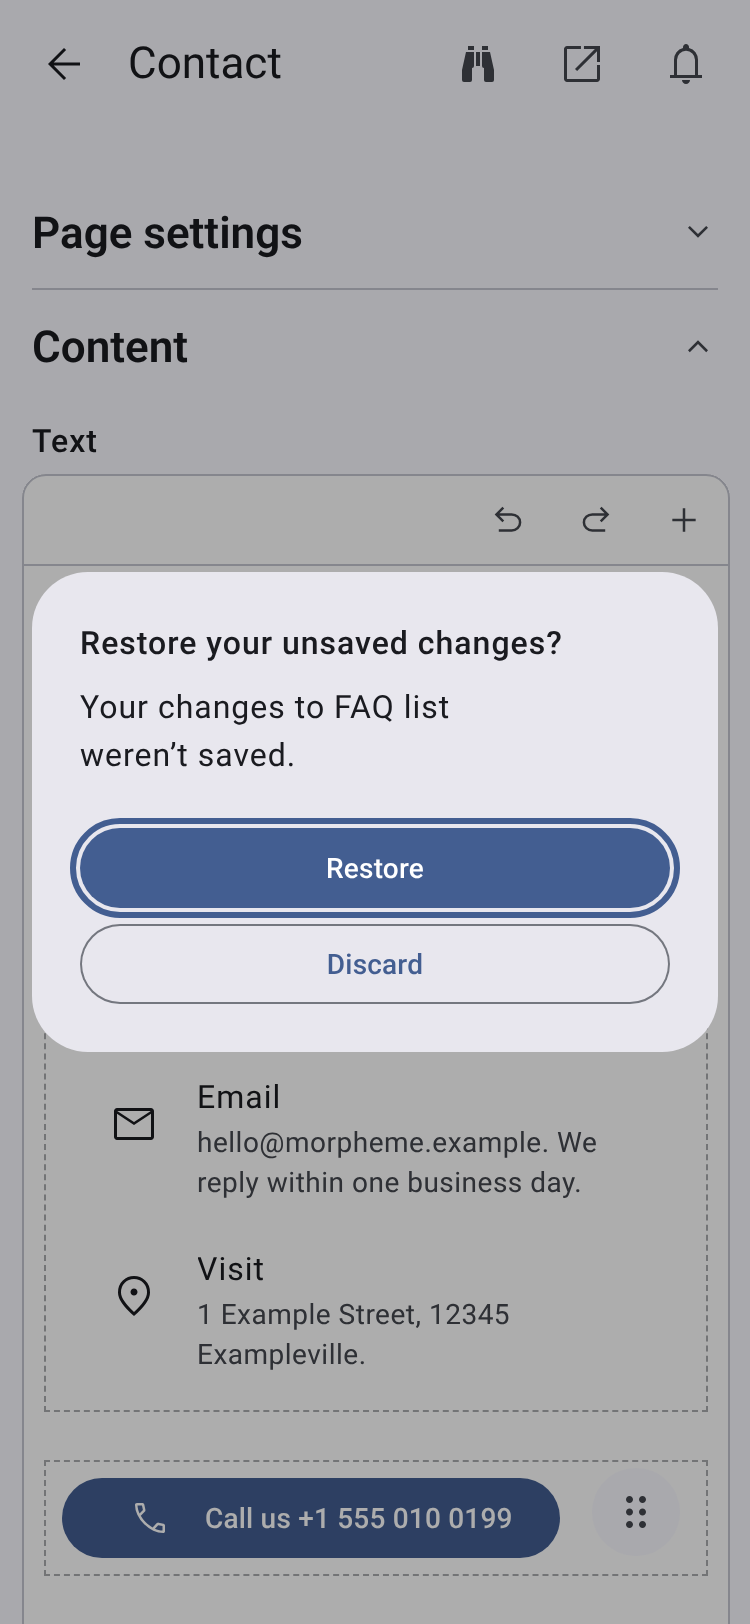 Contact
Page settings
Content
Text
Restore your unsaved changes?
Your changes to FAQ list
weren’t saved.
Restore
Discard
Email
hello@morpheme.example. We
reply within one business day.
Visit
1 Example Street, 12345
Exampleville.
Call us +1 555 010 0199